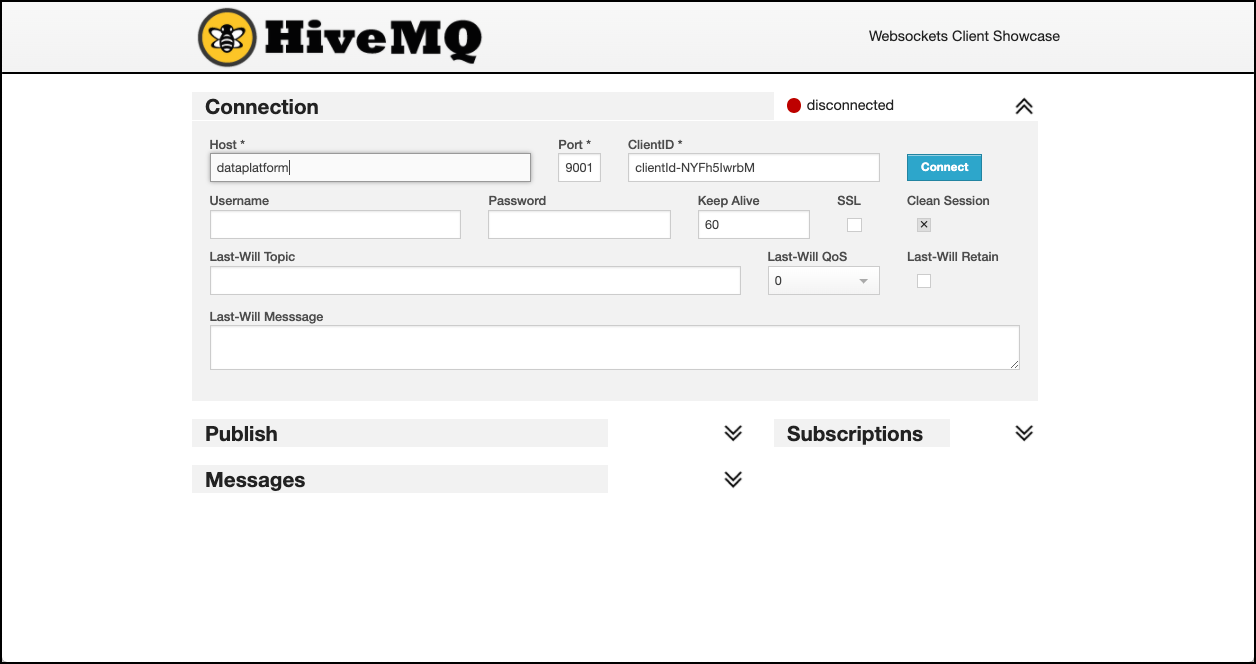 HiveMQ
Websockets Client Showcase
Connection
disconnected
Host * Port * ClientID *
dataplatform 9001 clientId-NYFh5IwrbM Connect
Username Password Keep Alive SSL Clean Session
60
Last-Will Topic Last-Will QoS Last-Will Retain
0
Last-Will Messsage
Publish Subscriptions
Messages